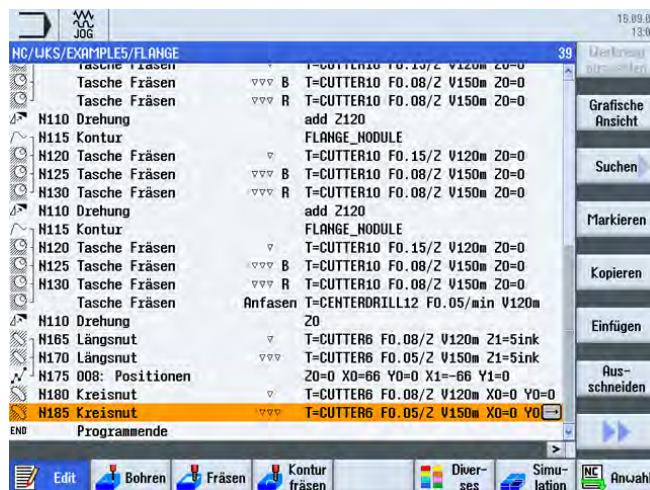 JOG
NC/WKS/EXAMPLE5/FLANGE 39
Tasche Fräsen ▽ T=CUTTER10 F0.15/Z V120m Z0=0
Tasche Fräsen ▽▽▽ B T=CUTTER10 F0.08/Z V150m Z0=0
Tasche Fräsen ▽▽▽ R T=CUTTER10 F0.08/Z V150m Z0=0
N110 Drehung add Z120
N115 Kontur FLANGE_NODULE
N120 Tasche Fräsen ▽ T=CUTTER10 F0.15/Z V120m Z0=0
N125 Tasche Fräsen ▽▽▽ B T=CUTTER10 F0.08/Z V150m Z0=0
N130 Tasche Fräsen ▽▽▽ R T=CUTTER10 F0.08/Z V150m Z0=0
N110 Drehung add Z120
N115 Kontur FLANGE_NODULE
N120 Tasche Fräsen ▽ T=CUTTER10 F0.15/Z V120m Z0=0
N125 Tasche Fräsen ▽▽▽ B T=CUTTER10 F0.08/Z V150m Z0=0
N130 Tasche Fräsen ▽▽▽ R T=CUTTER10 F0.08/Z V150m Z0=0
Tasche Fräsen Anfasen T=CENTERDRILL12 F0.05/min V120m
N110 Drehung Z0
N165 Längsnut ▽ T=CUTTER6 F0.08/Z V120m Z1=5ink
N170 Längsnut ▽▽▽ T=CUTTER6 F0.05/Z V150m Z1=5ink
N175 008: Positionen Z0=0 X0=66 Y0=0 X1=-66 Y1=0
N180 Kreisnut ▽ T=CUTTER6 F0.08/Z V120m X0=0 Y0=0
N185 Kreisnut ▽▽▽ T=CUTTER6 F0.05/Z V150m X0=0 Y0
END Programmende
Grafische
Ansicht
Suchen
Markieren
Kopieren
Einfügen
Aus-
schneiden
Edit
Bohren
Fräsen
Kontur
fräsen
Diver-
ses
Simu-
lation
NC Anwahl